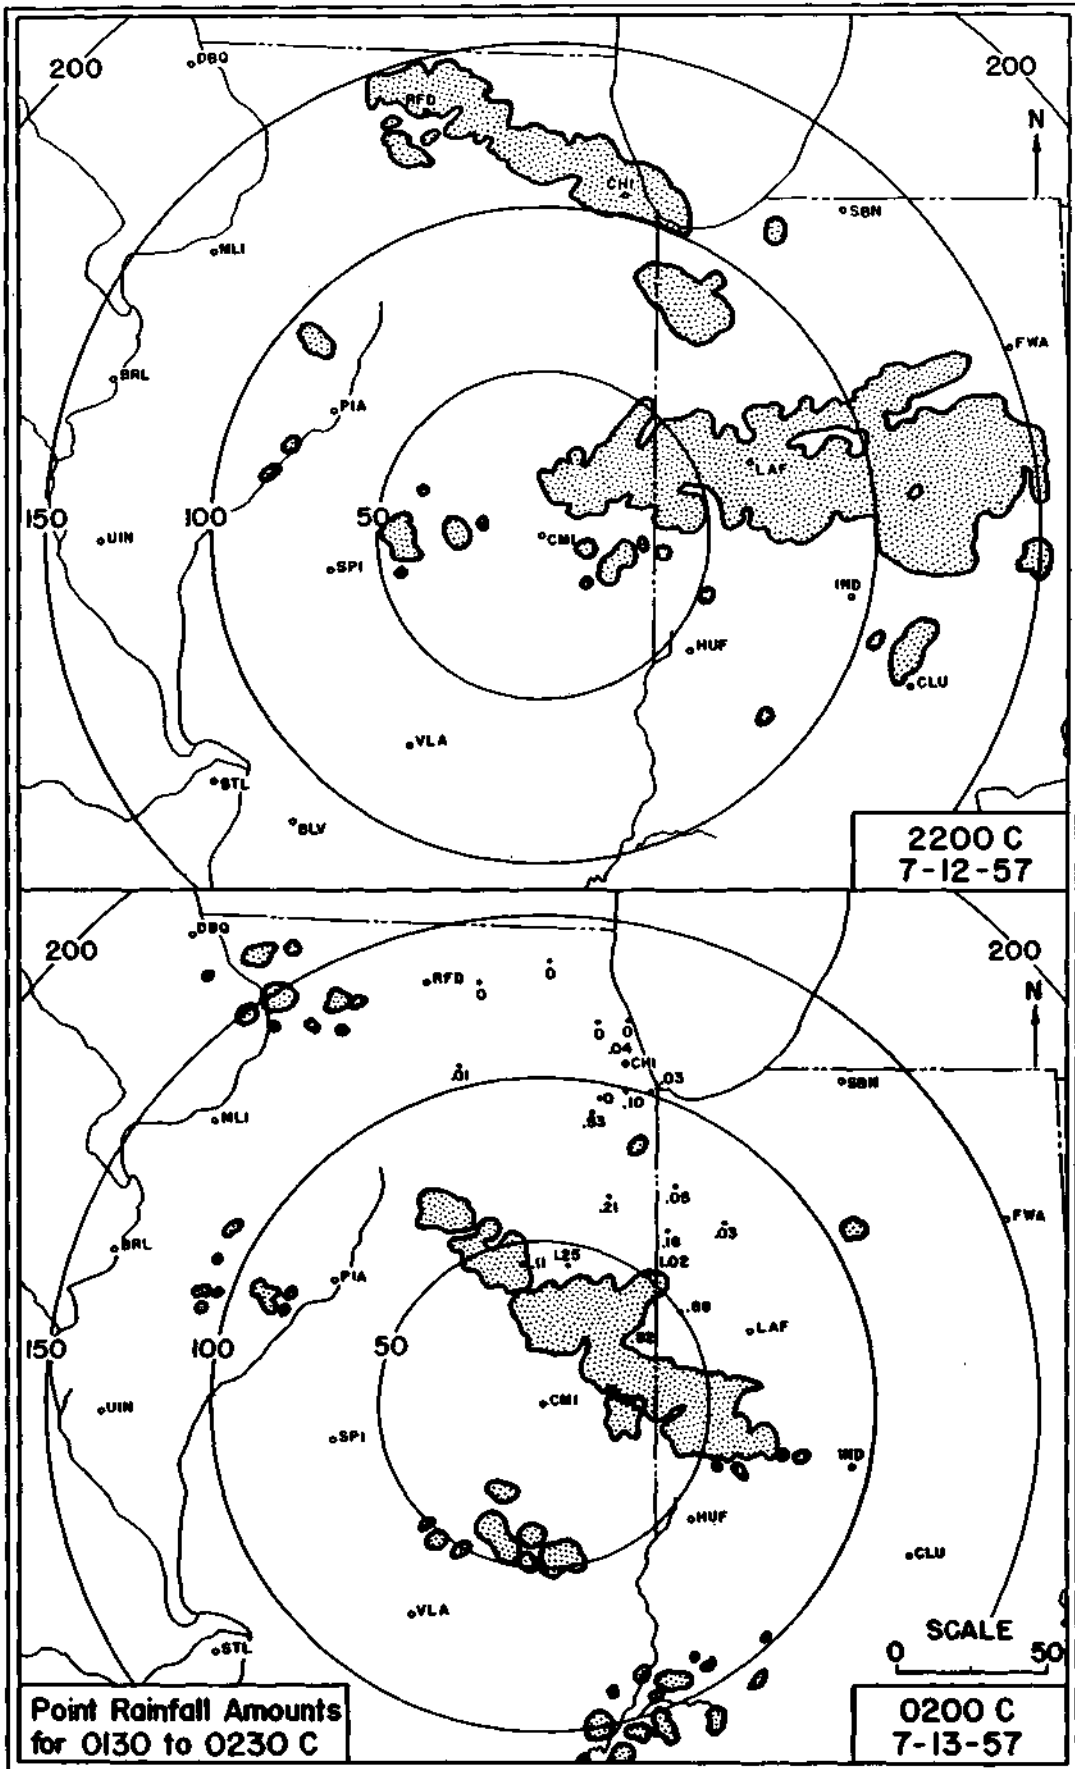 DBQ
200
200
RFD
N
CHI
SBN
MLI
FWA
BRL
PIA
LAF
150
100
50
UIN
CMI
SPI
IND
HUF
CLU
VLA
STL
BLV
2200 C
7-12-57
DBQ
200
200
RFD
0
0
N
0
0
.04
CHI
.01
.03
SBN
0
.10
MLI
.53
.21
.05
FWA
.03
.18
BRL
.11
1.25
1.02
PIA
.88
LAF
150
100
50
UIN
CMI
SPI
IND
HUF
CLU
VLA
SCALE
0
50
STL
Point Rainfall Amounts
for 0130 to 0230 C
0200 C
7-13-57